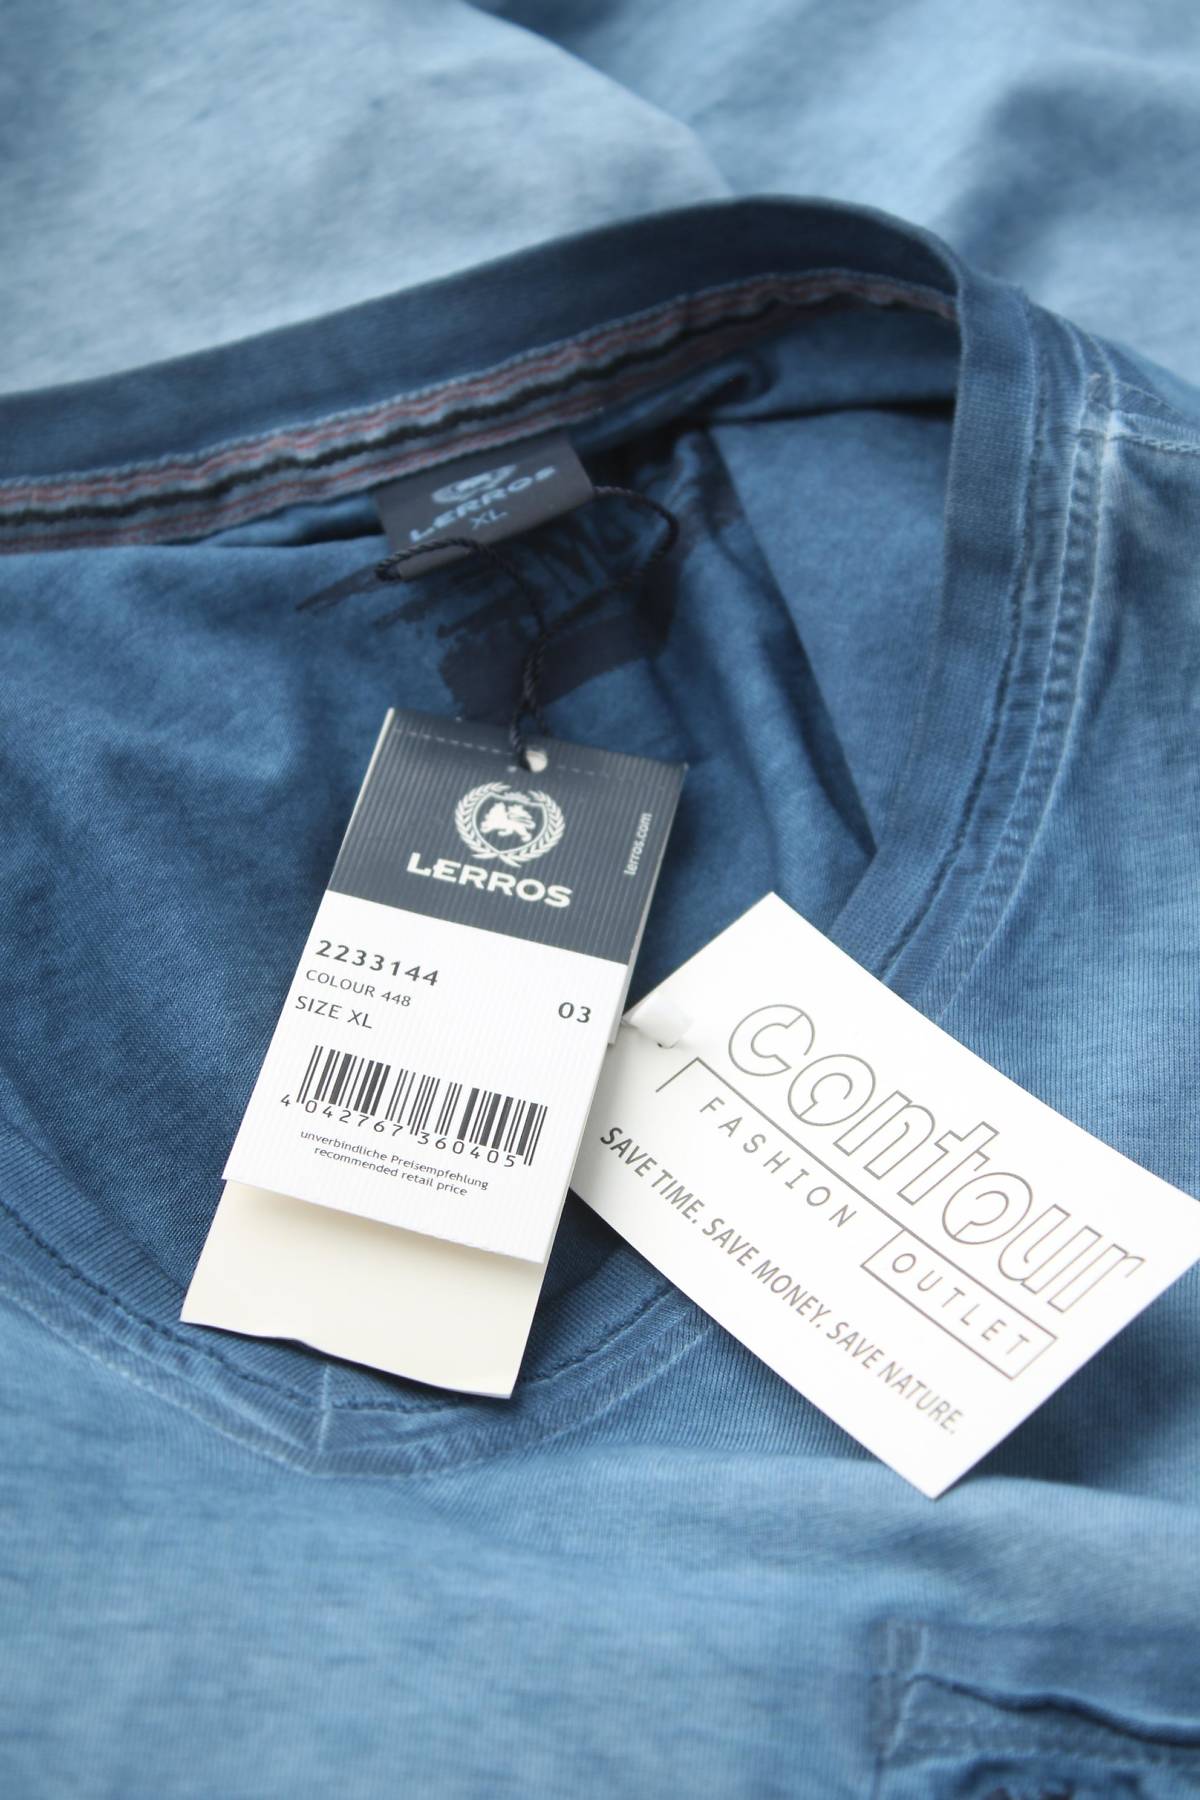 LERROS
XL
LERROS
lerros.com
2233144
COLOUR 448
SIZE XL
03
4 042767 360405
unverbindliche Preisempfehlung
recommended retail price
contour
FASHION
OUTLET
SAVE TIME. SAVE MONEY. SAVE NATURE.